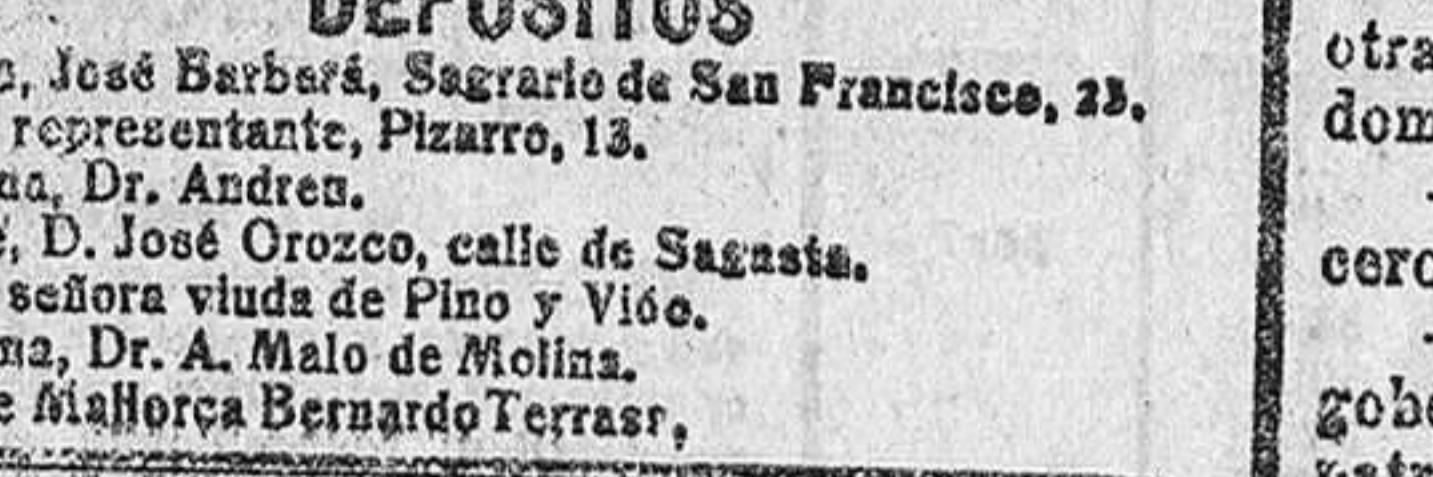 DEPOSITOS
José Barbará, Sagrario de San Francisco, 23.
representante, Pizarro, 13.
Dr. Andreu.
D. José Orozco, calle de Sagasta.
señora viuda de Pino y Vióo.
Dr. A. Malo de Molina.
Mallorca Bernardo Terrasr,
otra
dom
cerc
gobe